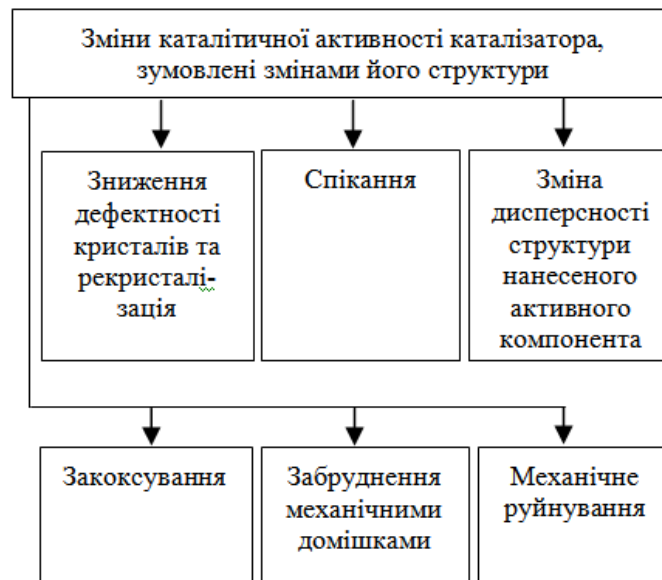 Зміни каталітичної активності каталізатора,
зумовлені змінами його структури
Зниження
дефектності
кристалів та
рекристалі-
зація
Спікання
Зміна
дисперсності
структури
нанесеного
активного
компонента
Закоксування
Забруднення
механічними
домішками
Механічне
руйнування